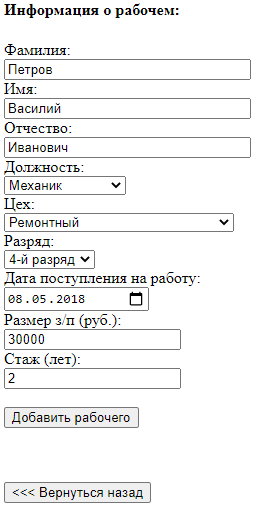 Информация о рабочем:
Фамилия:
Петров
Имя:
Василий
Отчество:
Иванович
Должность:
Механик
Цех:
Ремонтный
Разряд:
4-й разряд
Дата поступления на работу:
08.05.2018
Размер з/п (руб.):
30000
Стаж (лет):
2
Добавить рабочего
<<< Вернуться назад